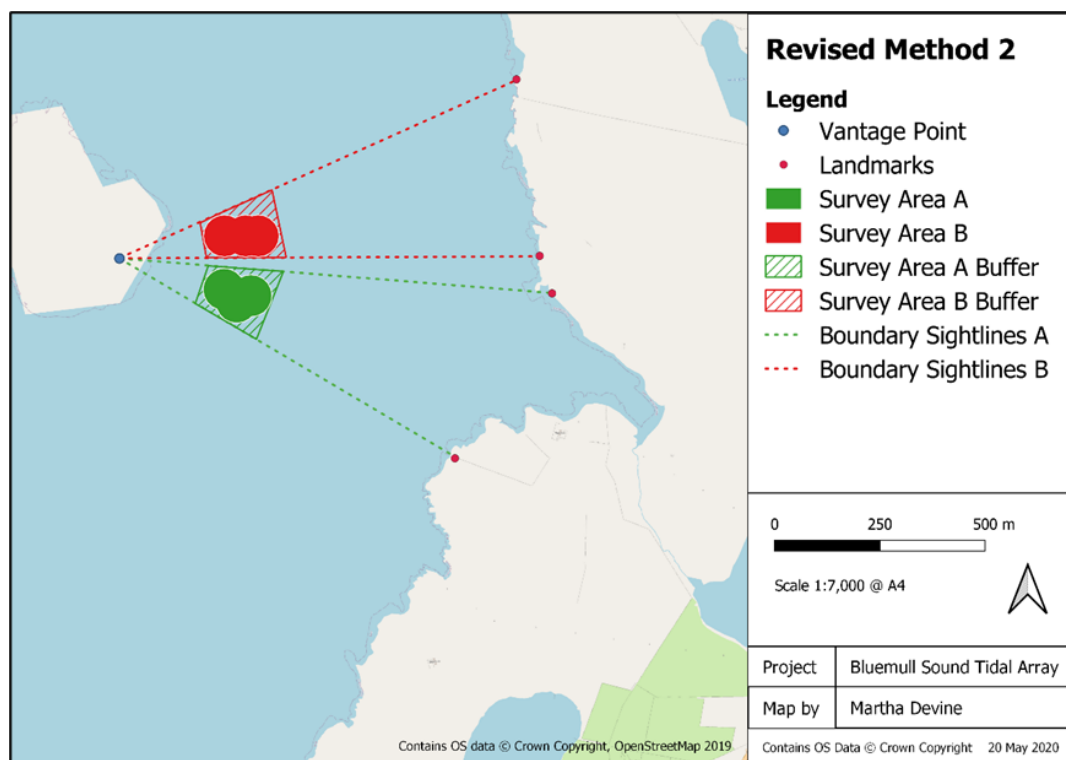 Revised Method 2
Legend
Vantage Point
Landmarks
Survey Area A
Survey Area B
Survey Area A Buffer
Survey Area B Buffer
Boundary Sightlines A
Boundary Sightlines B
0 250 500 m
Scale 1:7,000 @ A4
Project Bluemull Sound Tidal Array
Map by Martha Devine
Contains OS data © Crown Copyright, OpenStreetMap 2019
Contains OS Data © Crown Copyright 20 May 2020